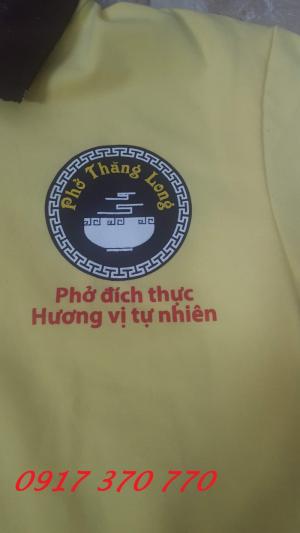 Phở Thăng Long
Phở đích thực
Hương vị tự nhiên
0917 370 770